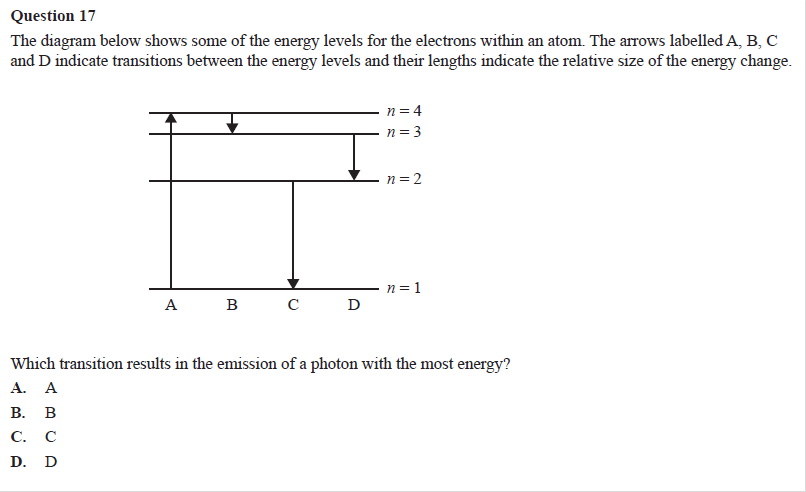 Question 17
The diagram below shows some of the energy levels for the electrons within an atom. The arrows labelled A, B, C
and D indicate transitions between the energy levels and their lengths indicate the relative size of the energy change.
n = 4
n = 3
n = 2
n = 1
A B C D
Which transition results in the emission of a photon with the most energy?
A. A
B. B
C. C
D. D